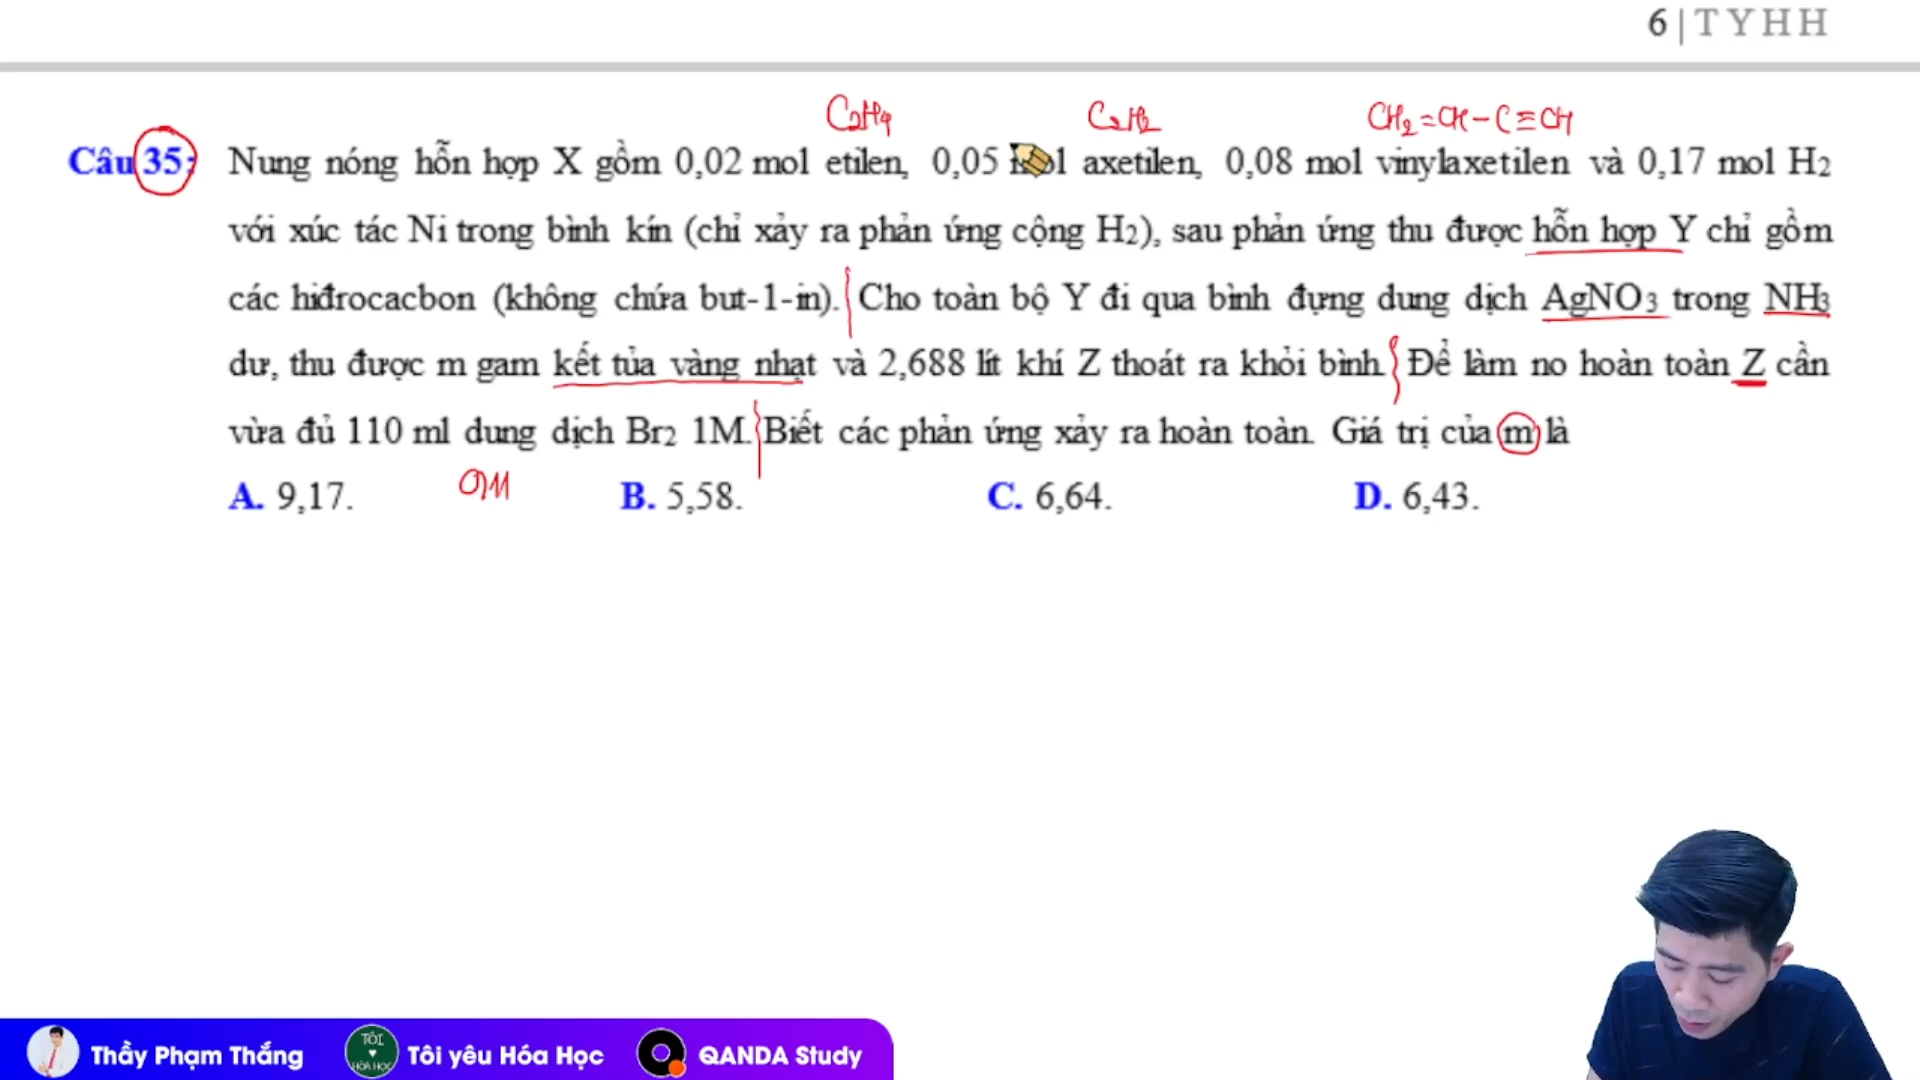 6 | T Y H H
C2H4 C2H2 CH2=CH-C≡CH
Câu 35: Nung nóng hỗn hợp X gồm 0,02 mol etilen, 0,05 mol axetilen, 0,08 mol vinylaxetilen và 0,17 mol H2
với xúc tác Ni trong bình kín (chỉ xảy ra phản ứng cộng H2), sau phản ứng thu được hỗn hợp Y chỉ gồm
các hiđrocacbon (không chứa but-1-in). Cho toàn bộ Y đi qua bình đựng dung dịch AgNO3 trong NH3
dư, thu được m gam kết tủa vàng nhạt và 2,688 lít khí Z thoát ra khỏi bình. Để làm no hoàn toàn Z cần
vừa đủ 110 ml dung dịch Br2 1M. Biết các phản ứng xảy ra hoàn toàn. Giá trị của m là
0,11
A. 9,17. B. 5,58. C. 6,64. D. 6,43.
Thầy Phạm Thắng TÔI ♥ HÓA HỌC Tôi yêu Hóa Học QANDA Study